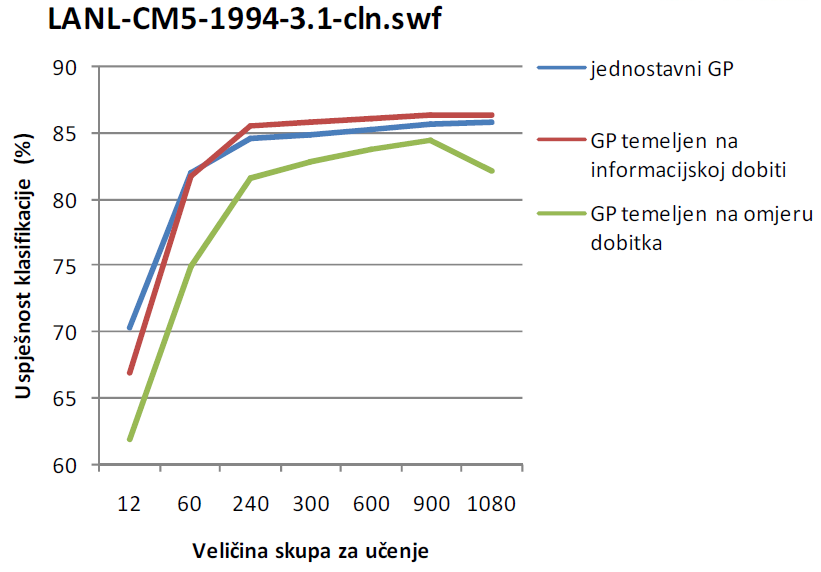 LANL-CM5-1994-3.1-cln.swf
90
85
80
75
70
65
60
Uspješnost klasifikacije (%)
12 60 240 300 600 900 1080
Veličina skupa za učenje
jednostavni GP
GP temeljen na
informacijskoj dobiti
GP temeljen na omjeru
dobitka